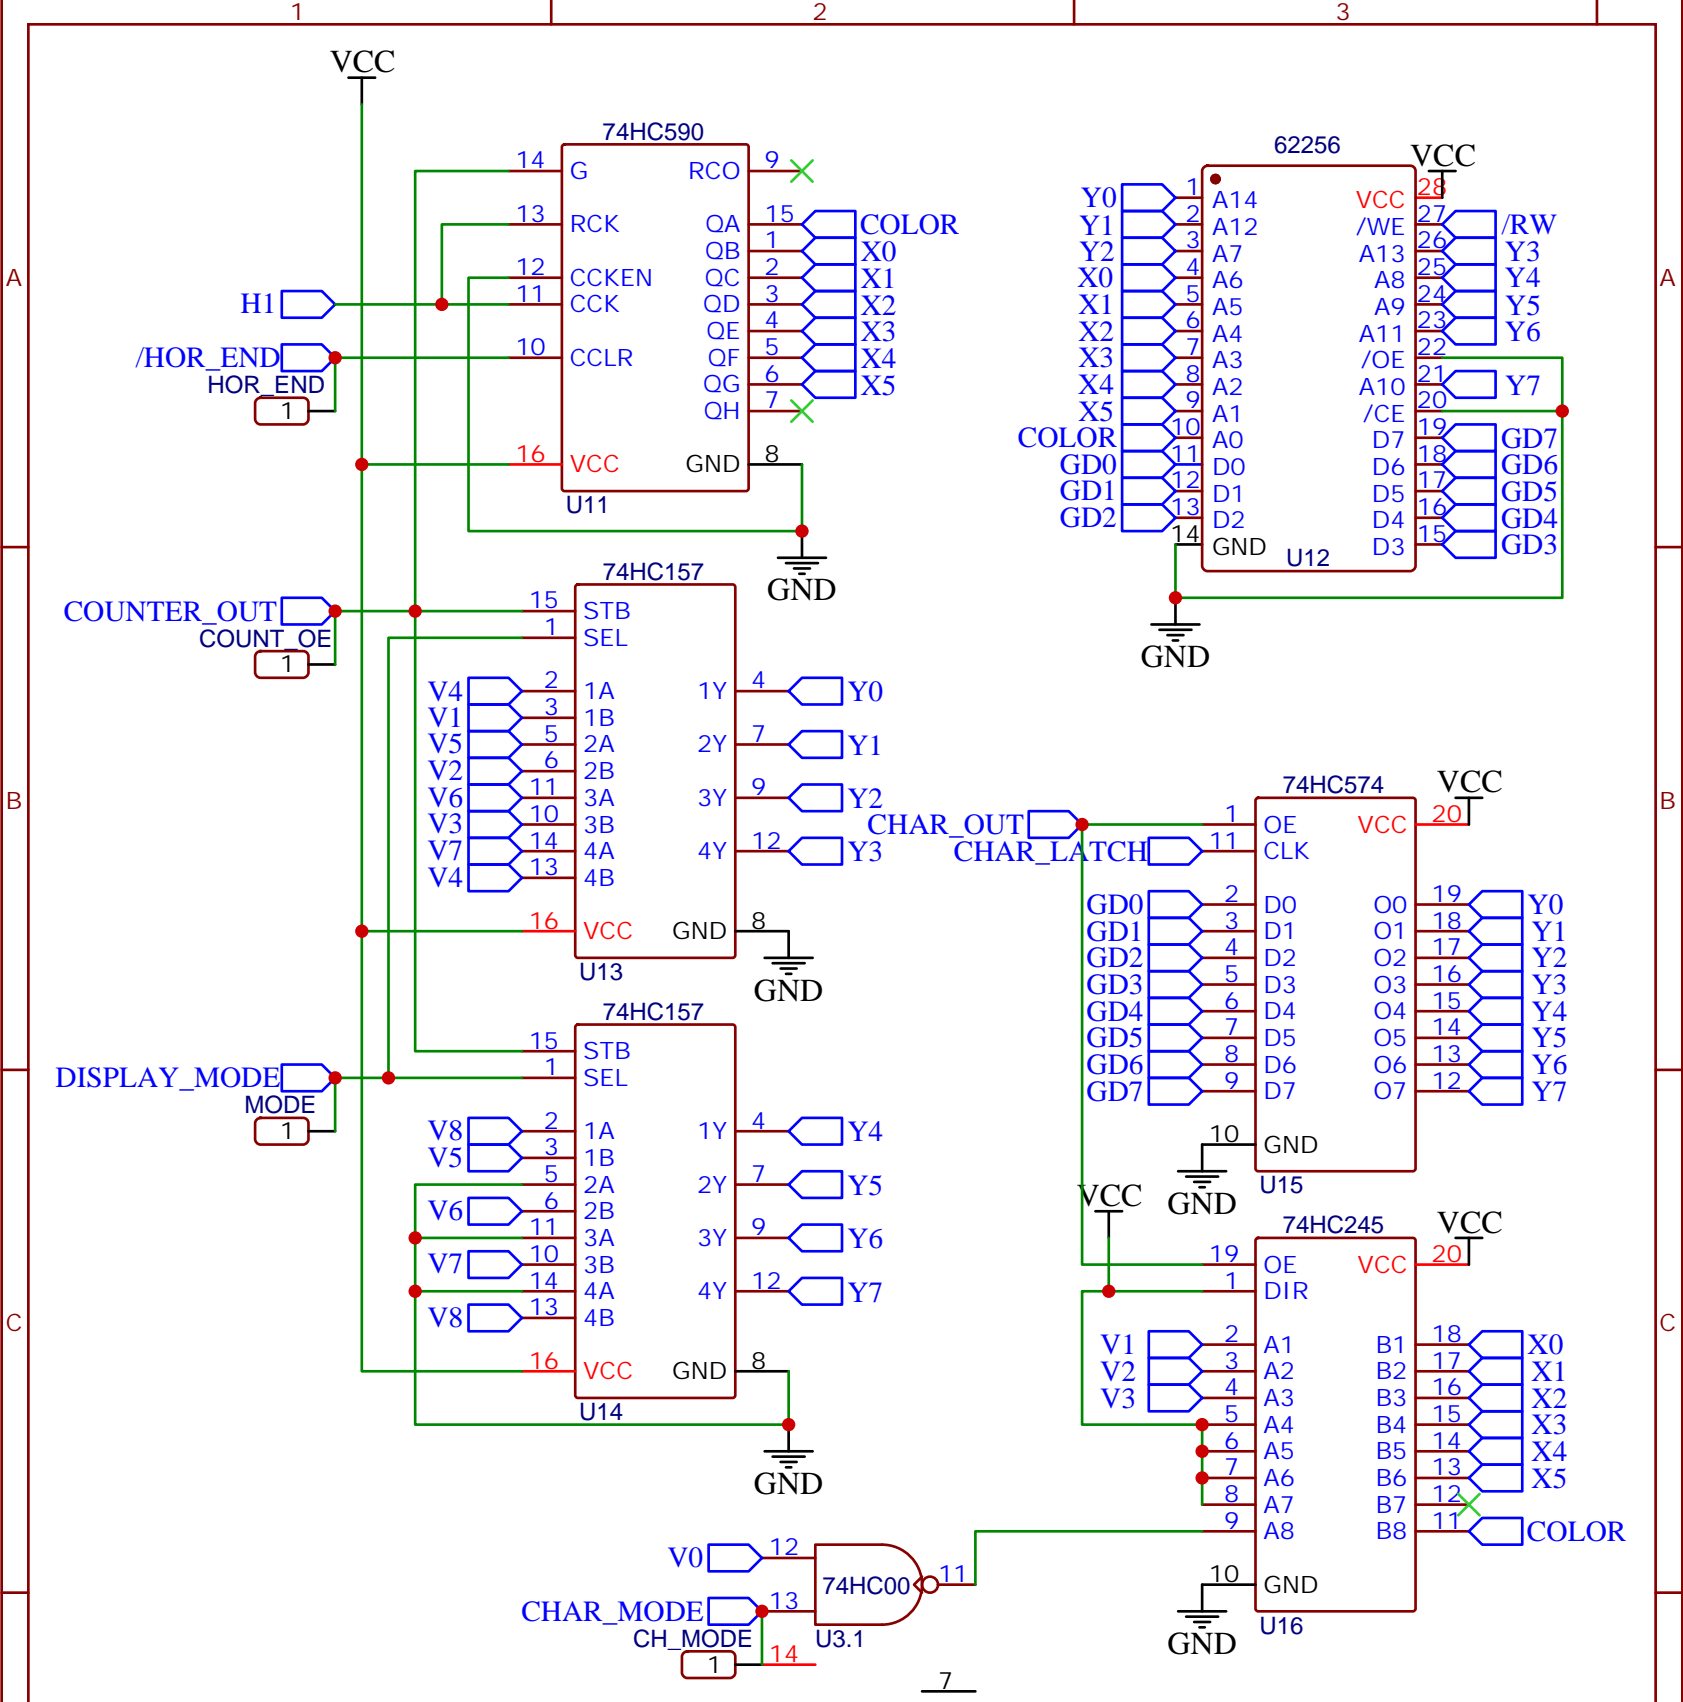 1 2 3
A A
B B
C C
VCC
74HC590
14 G RCO 9
13 RCK QA 15 COLOR
QB 1 X0
12 CCKEN QC 2 X1
H1 11 CCK QD 3 X2
QE 4 X3
/HOR_END 10 CCLR QF 5 X4
HOR_END QG 6 X5
1 QH 7
16 VCC GND 8
U11
GND
62256
VCC
Y0 1 A14 VCC 28
Y1 2 A12 /WE 27 /RW
Y2 3 A7 A13 26 Y3
X0 4 A6 A8 25 Y4
X1 5 A5 A9 24 Y5
X2 6 A4 A11 23 Y6
X3 7 A3 /OE 22
X4 8 A2 A10 21 Y7
X5 9 A1 /CE 20
COLOR 10 A0 D7 19 GD7
GD0 11 D0 D6 18 GD6
GD1 12 D1 D5 17 GD5
GD2 13 D2 D4 16 GD4
14 GND D3 15 GD3
U12
GND
74HC157
COUNTER_OUT 15 STB
COUNT_OE 1 SEL
1
V4 2 1A 1Y 4 Y0
V1 3 1B
V5 5 2A 2Y 7 Y1
V2 6 2B
V6 11 3A 3Y 9 Y2
V3 10 3B
V7 14 4A 4Y 12 Y3
V4 13 4B
16 VCC GND 8
U13
GND
74HC157
15 STB
DISPLAY_MODE 1 SEL
MODE
1
V8 2 1A 1Y 4 Y4
V5 3 1B
5 2A 2Y 7 Y5
V6 6 2B
11 3A 3Y 9 Y6
V7 10 3B
14 4A 4Y 12 Y7
V8 13 4B
16 VCC GND 8
U14
GND
74HC574
VCC
CHAR_OUT 1 OE VCC 20
CHAR_LATCH 11 CLK
GD0 2 D0 O0 19 Y0
GD1 3 D1 O1 18 Y1
GD2 4 D2 O2 17 Y2
GD3 5 D3 O3 16 Y3
GD4 6 D4 O4 15 Y4
GD5 7 D5 O5 14 Y5
GD6 8 D6 O6 13 Y6
GD7 9 D7 O7 12 Y7
10 GND
U15
GND
VCC
74HC245
VCC
19 OE VCC 20
1 DIR
V1 2 A1 B1 18 X0
V2 3 A2 B2 17 X1
V3 4 A3 B3 16 X2
5 A4 B4 15 X3
6 A5 B5 14 X4
7 A6 B6 13 X5
8 A7 B7 12
9 A8 B8 11 COLOR
10 GND
U16
GND
V0 12
74HC00 11
CHAR_MODE 13
CH_MODE U3.1
1 14
7